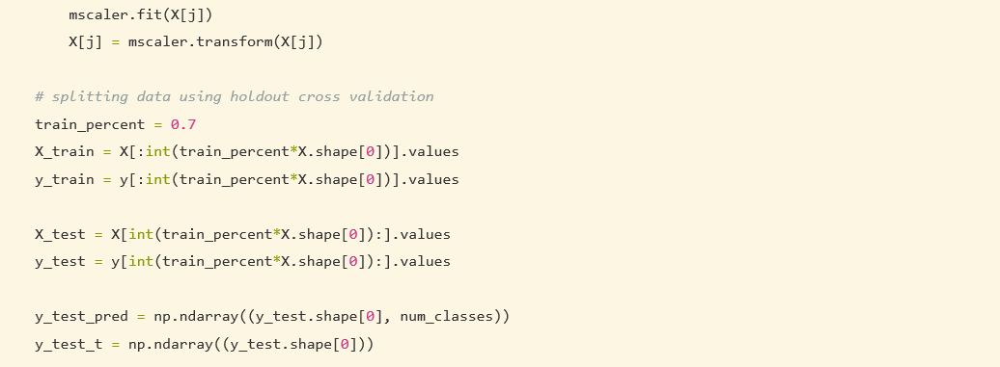 mscaler.fit(X[j])
X[j] = mscaler.transform(X[j])
# splitting data using holdout cross validation
train_percent = 0.7
X_train = X[:int(train_percent*X.shape[0])].values
y_train = y[:int(train_percent*X.shape[0])].values
X_test = X[int(train_percent*X.shape[0]):].values
y_test = y[int(train_percent*X.shape[0]):].values
y_test_pred = np.ndarray((y_test.shape[0], num_classes))
y_test_t = np.ndarray((y_test.shape[0]))